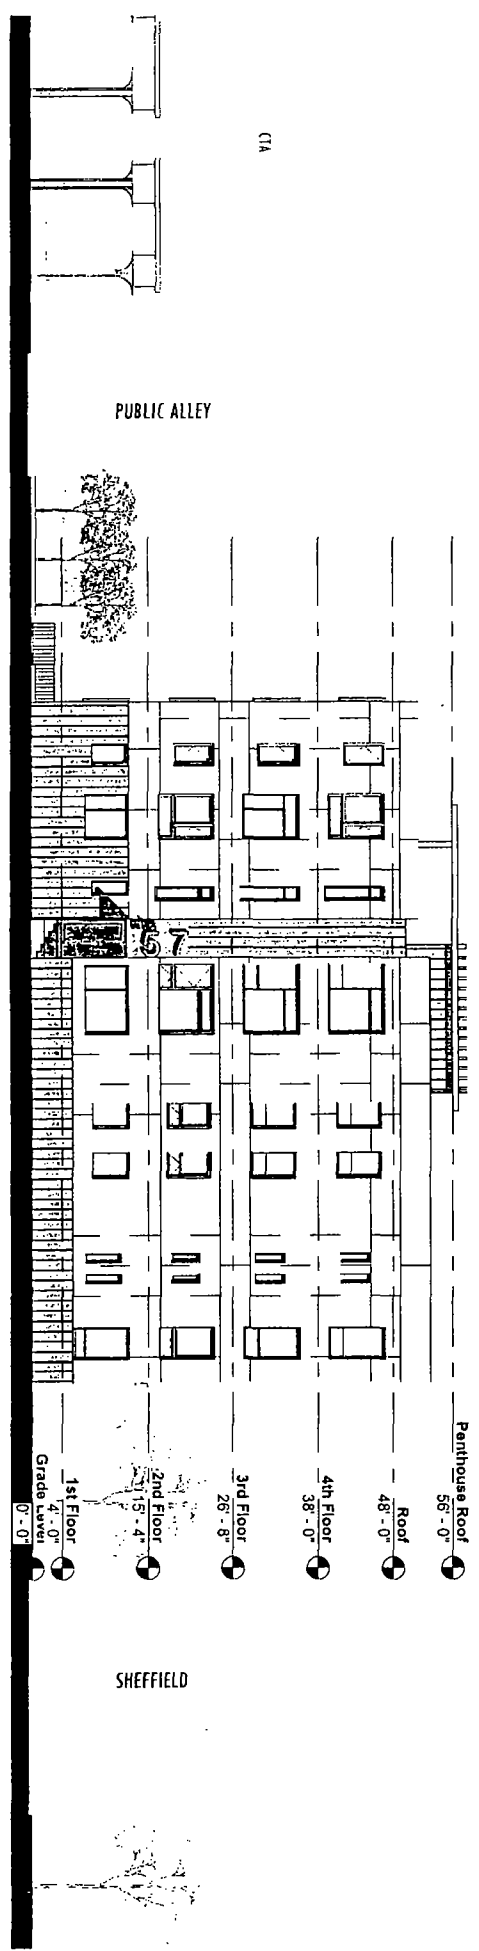 CTA
PUBLIC ALLEY
57
Penthouse Roof
56' - 0"
Roof
48' - 0"
4th Floor
38' - 0"
3rd Floor
26' - 8"
2nd Floor
15' - 4"
1st Floor
4' - 0"
Grade Level
0' - 0"
SHEFFIELD